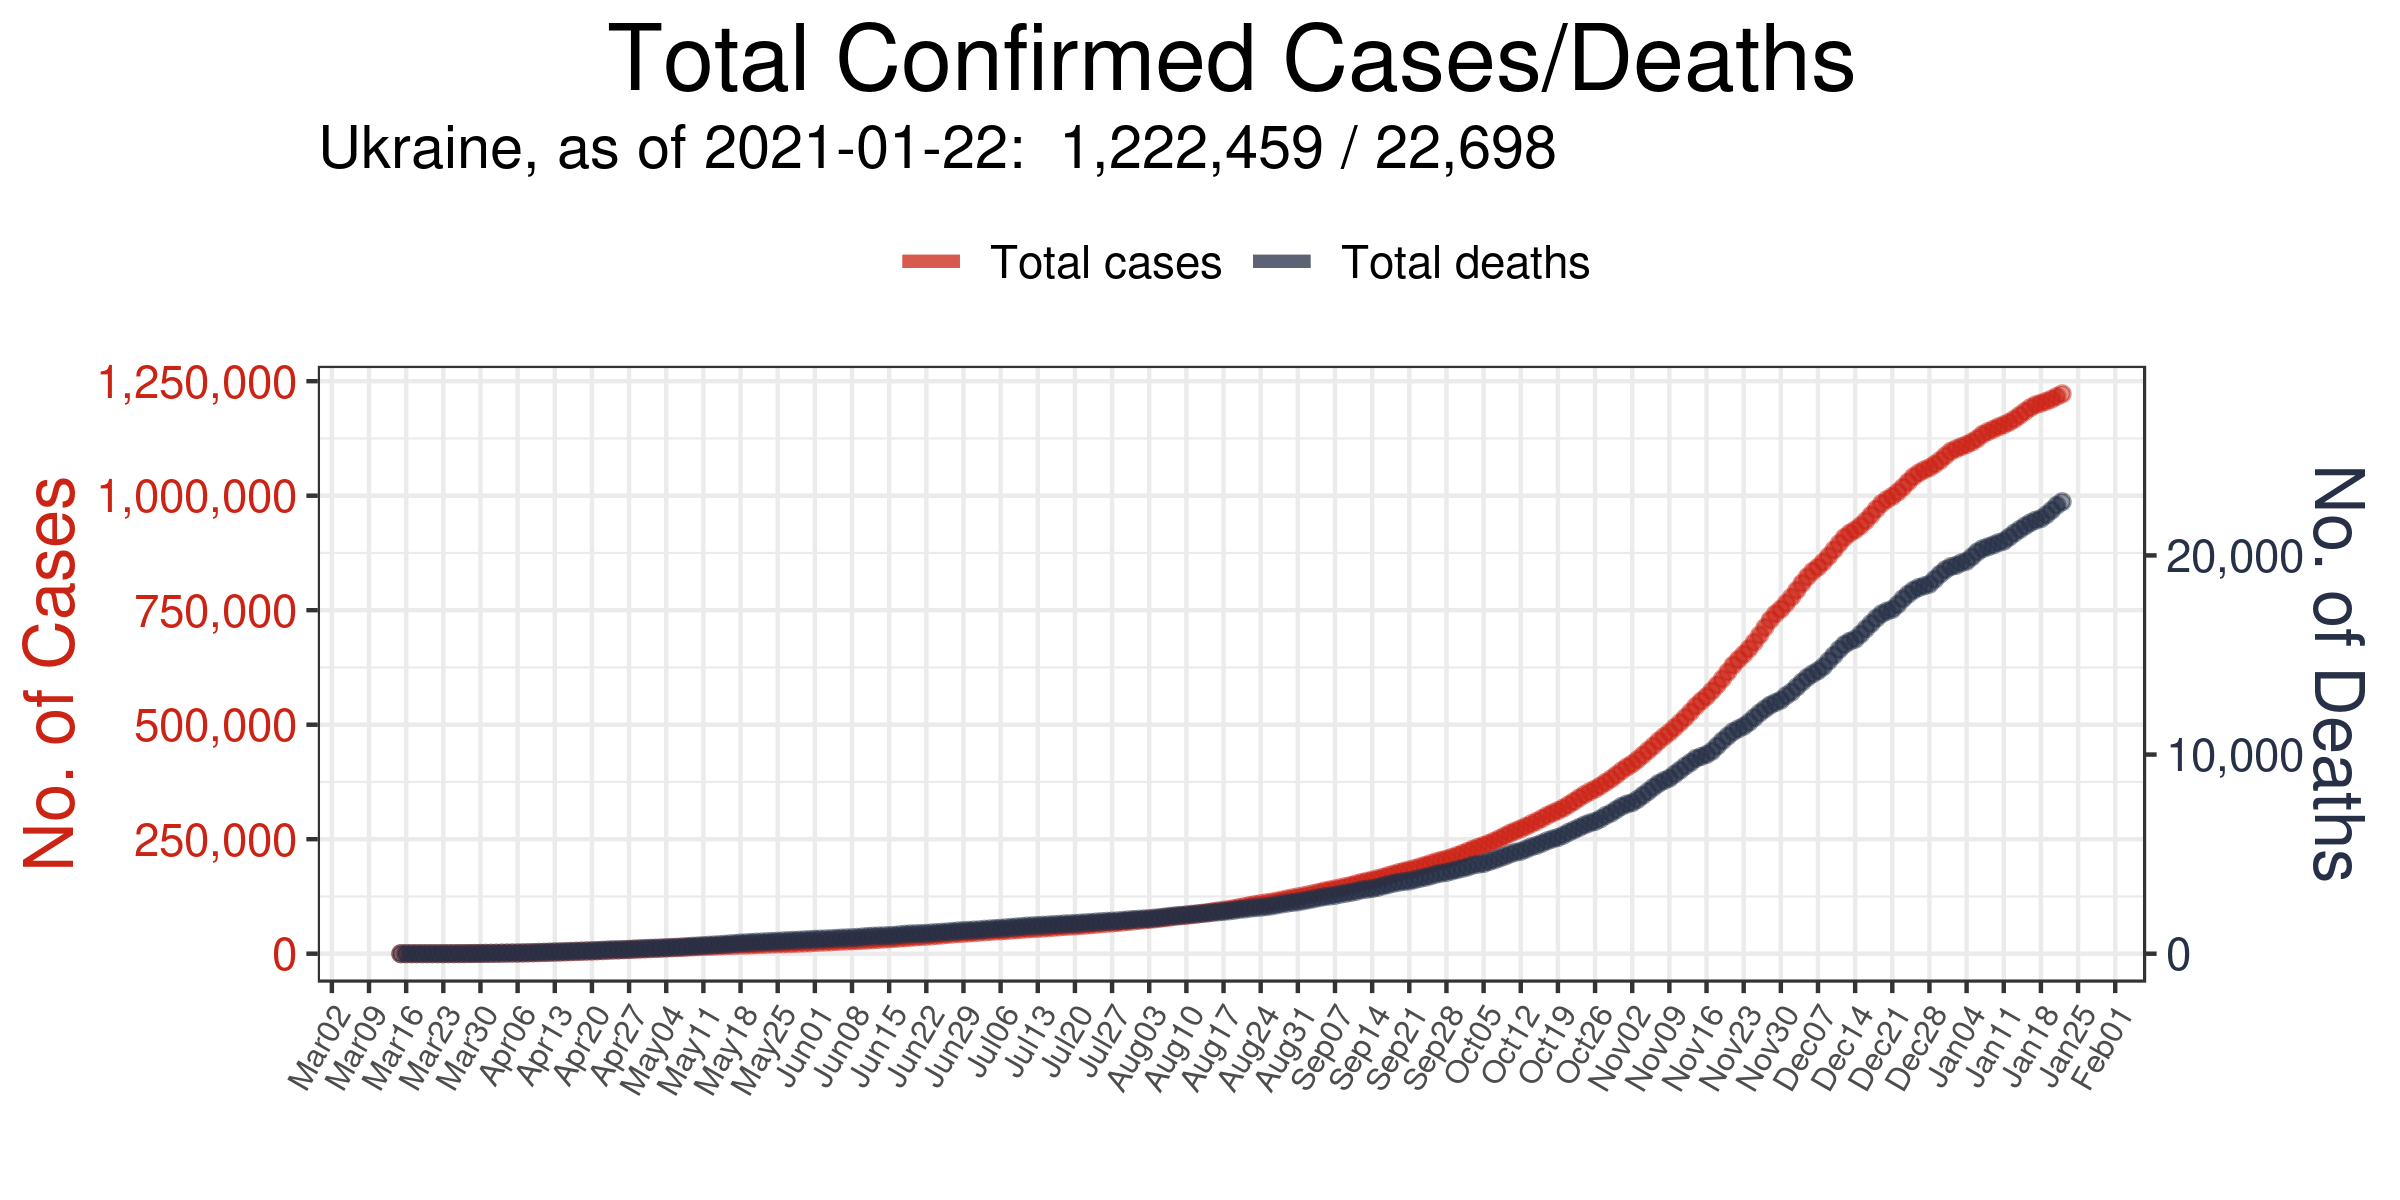 Total Confirmed Cases/Deaths
Ukraine, as of 2021-01-22:  1,222,459 / 22,698
Total cases
Total deaths
No. of Cases
1,250,000
1,000,000
750,000
500,000
250,000
0
20,000
10,000
0
No. of Deaths
Mar02
Mar09
Mar16
Mar23
Mar30
Apr06
Apr13
Apr20
Apr27
May04
May11
May18
May25
Jun01
Jun08
Jun15
Jun22
Jun29
Jul06
Jul13
Jul20
Jul27
Aug03
Aug10
Aug17
Aug24
Aug31
Sep07
Sep14
Sep21
Sep28
Oct05
Oct12
Oct19
Oct26
Nov02
Nov09
Nov16
Nov23
Nov30
Dec07
Dec14
Dec21
Dec28
Jan04
Jan11
Jan18
Jan25
Feb01